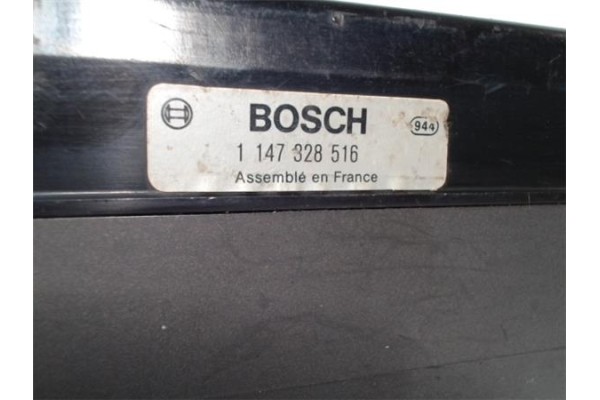 BOSCH
944
1 147 328 516
Assemblé en France